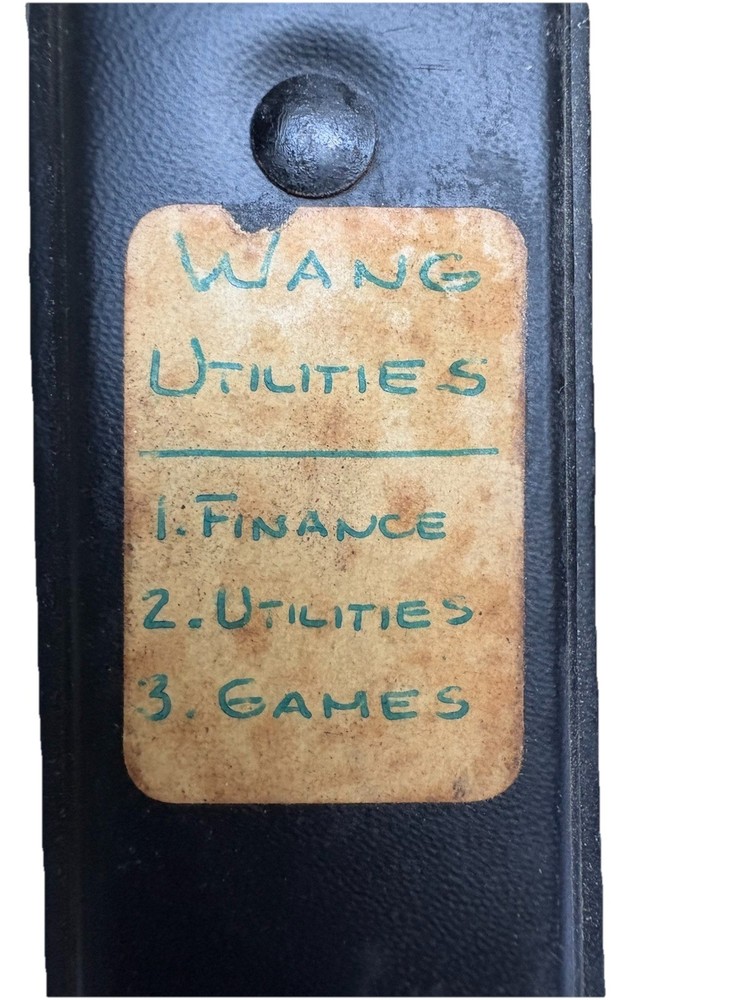 WANG
UTILITIES
1. FINANCE
2. UTILITIES
3. GAMES